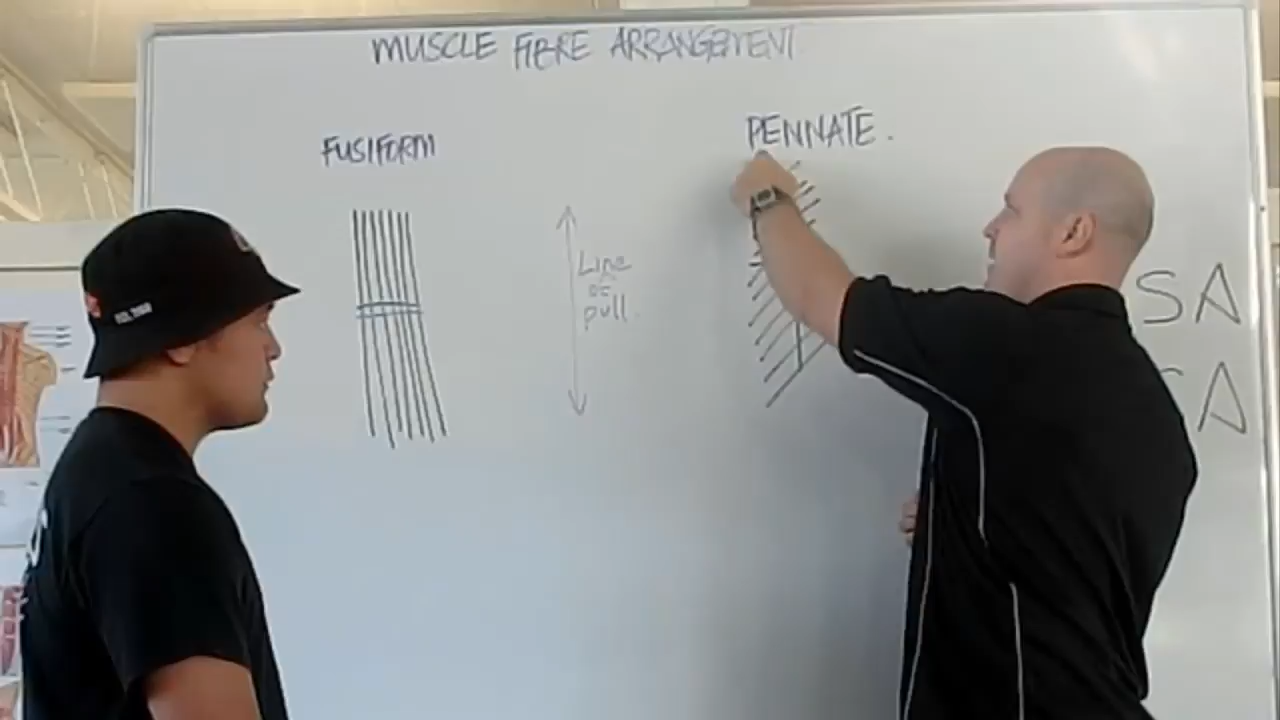 MUSCLE FIBRE ARRANGEMENT
FUSIFORM
PENNATE.
Line
of
pull.
SA
A